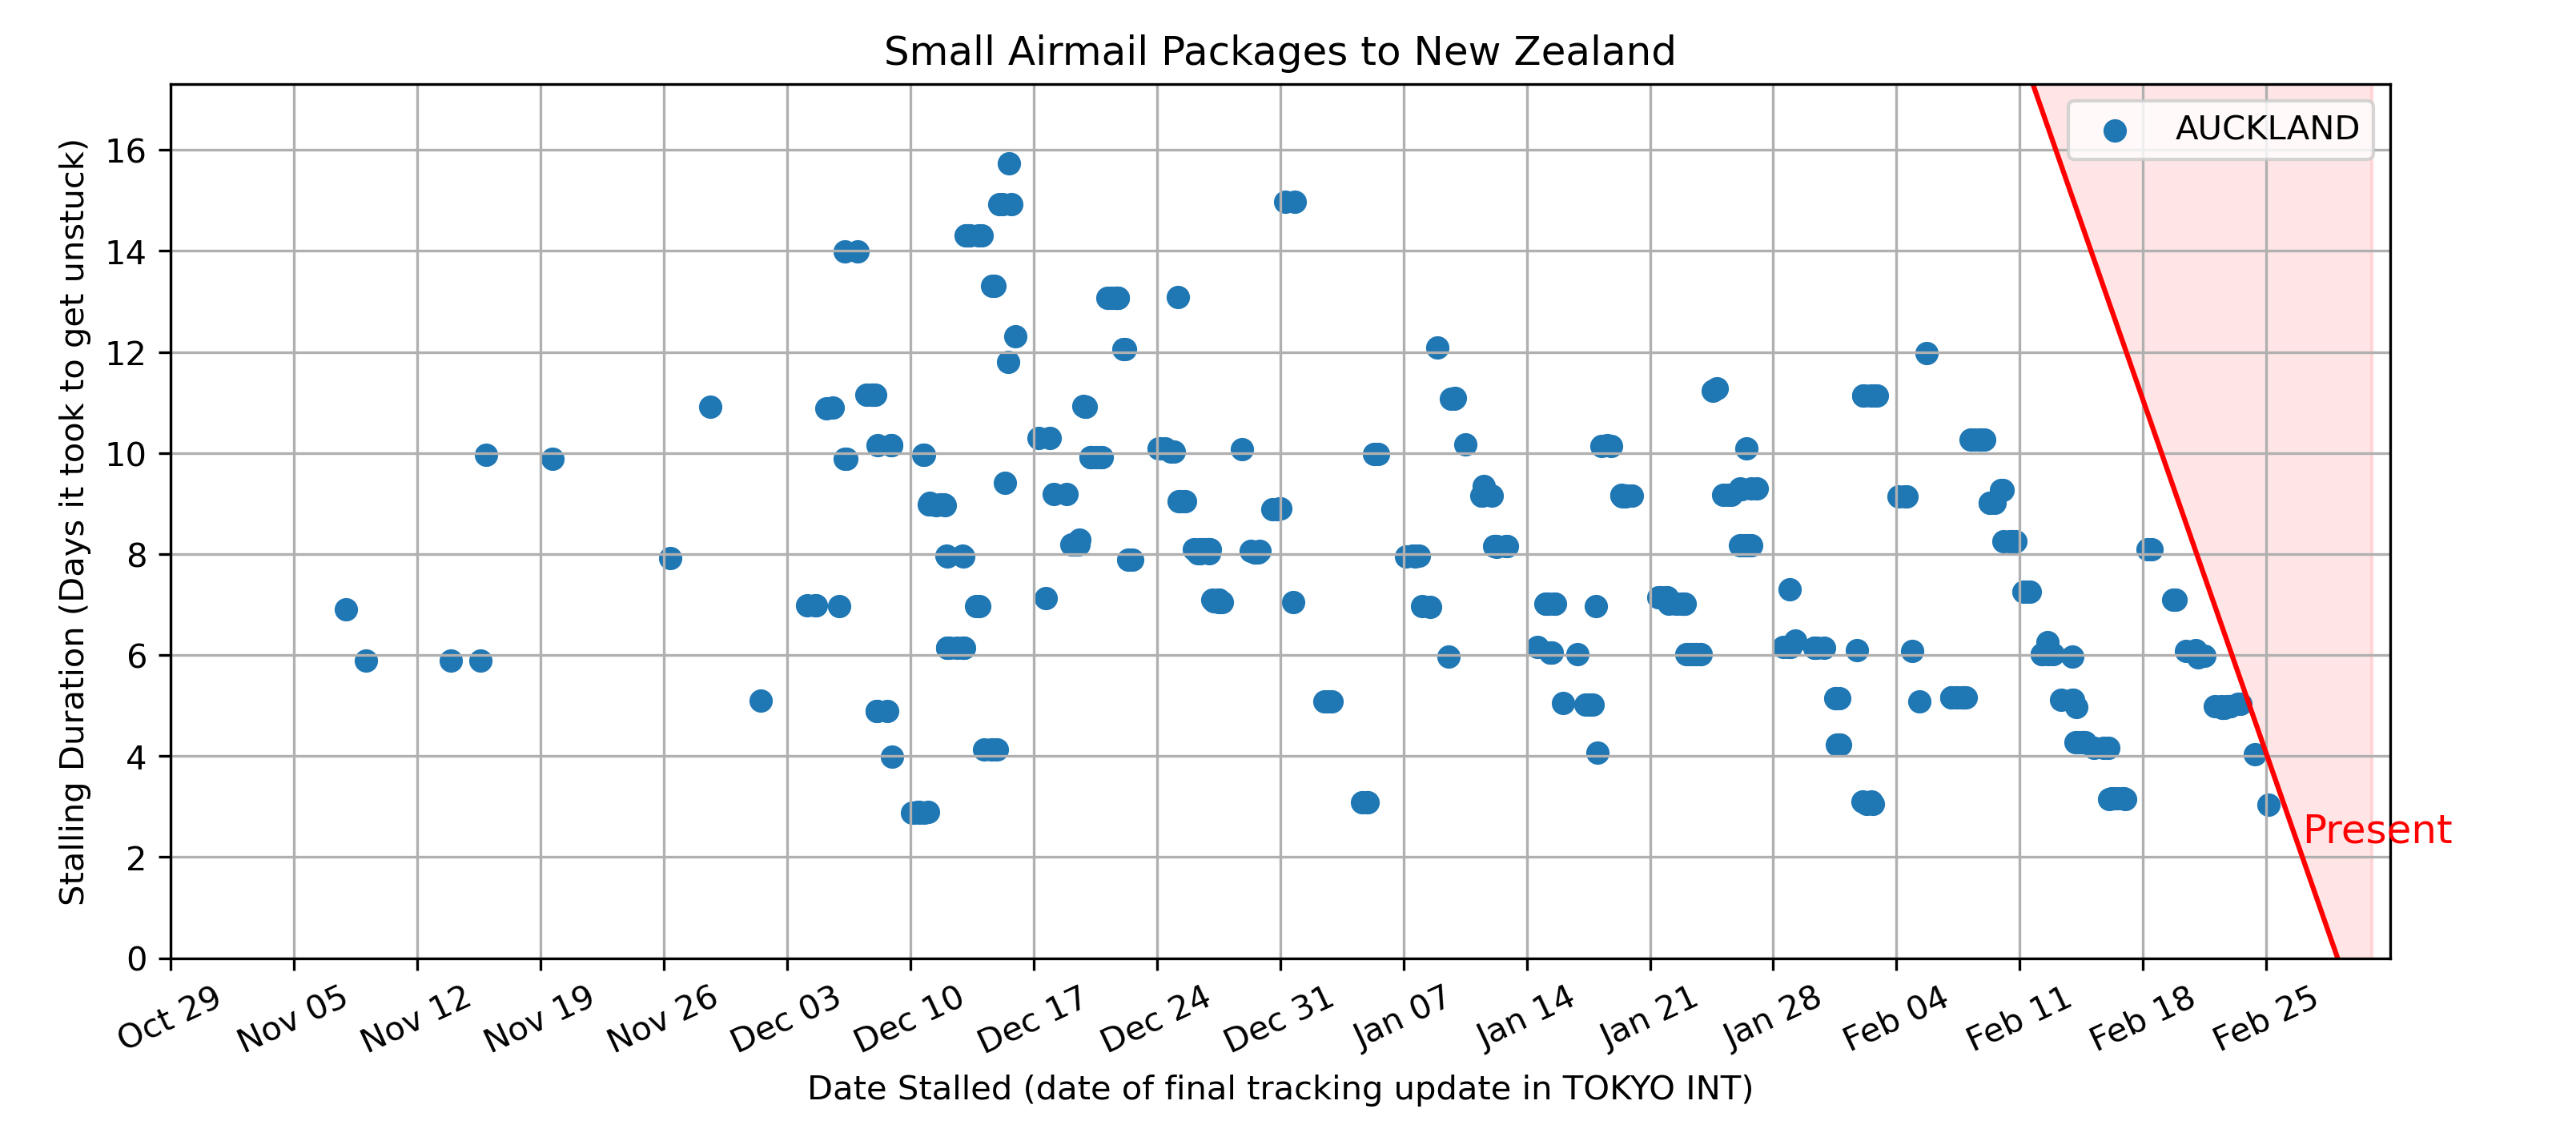 Small Airmail Packages to New Zealand
AUCKLAND
Stalling Duration (Days it took to get unstuck)
16
14
12
10
8
6
4
2
0
Present
Oct 29 Nov 05 Nov 12 Nov 19 Nov 26 Dec 03 Dec 10 Dec 17 Dec 24 Dec 31 Jan 07 Jan 14 Jan 21 Jan 28 Feb 04 Feb 11 Feb 18 Feb 25
Date Stalled (date of final tracking update in TOKYO INT)